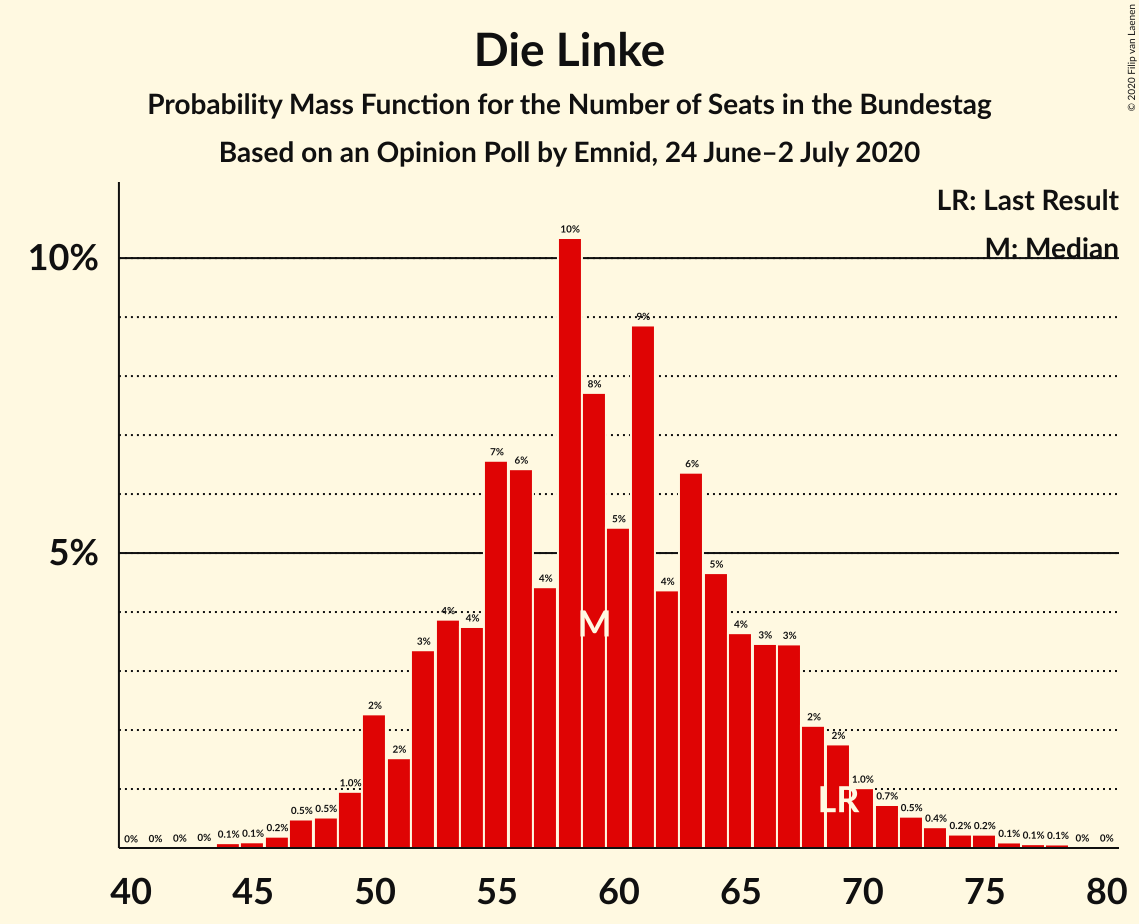 Die Linke
Probability Mass Function for the Number of Seats in the Bundestag
Based on an Opinion Poll by Emnid, 24 June–2 July 2020
© 2020 Filip van Laenen
LR: Last Result
M: Median
10%
5%
0% 0% 0% 0% 0.1% 0.1% 0.2% 0.5% 0.5% 1.0% 2% 2% 3% 4% 4% 7% 6% 4% 10% 8% 5% 9% 4% 6% 5% 4% 3% 3% 2% 2% 1.0% 0.7% 0.5% 0.4% 0.2% 0.2% 0.1% 0.1% 0.1% 0% 0%
M
LR
40 45 50 55 60 65 70 75 80